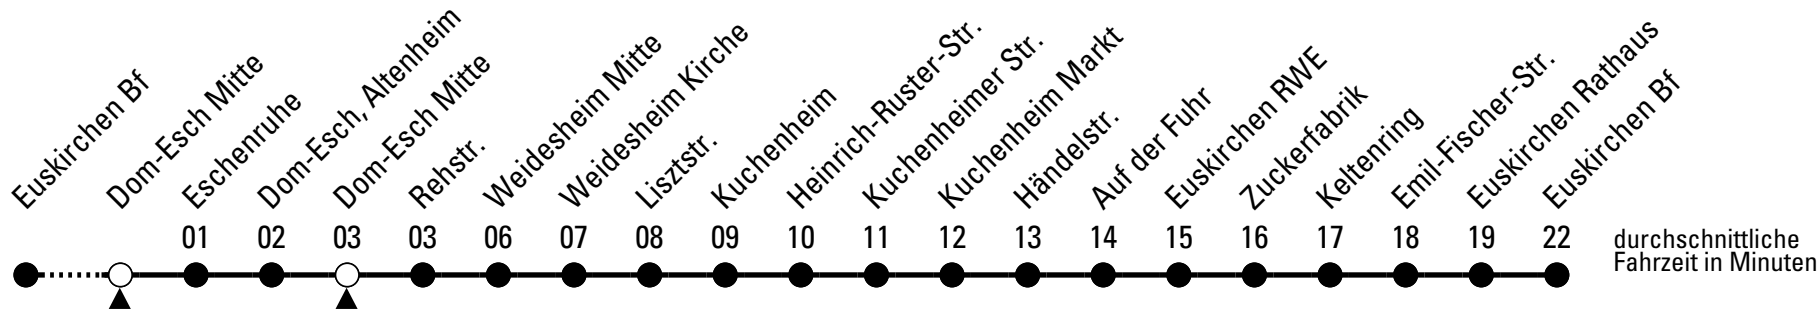 Euskirchen Bf
Dom-Esch Mitte
Eschenruhe
Dom-Esch, Altenheim
Dom-Esch Mitte
Rehstr.
Weidesheim Mitte
Weidesheim Kirche
Lisztstr.
Kuchenheim
Heinrich-Ruster-Str.
Kuchenheimer Str.
Kuchenheim Markt
Händelstr.
Auf der Fuhr
Euskirchen RWE
Zuckerfabrik
Keltenring
Emil-Fischer-Str.
Euskirchen Rathaus
Euskirchen Bf
01 02 03 03 06 07 08 09 10 11 12 13 14 15 16 17 18 19 22
durchschnittliche
Fahrzeit in Minuten